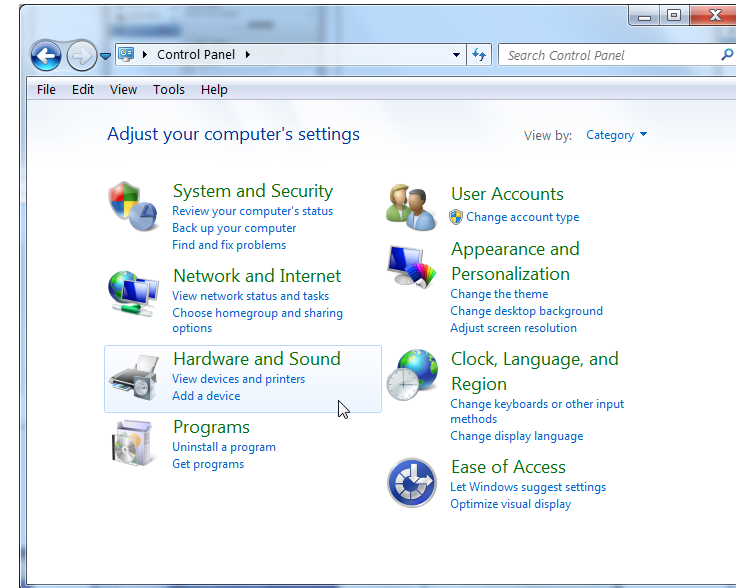 Control Panel
Search Control Panel
File Edit View Tools Help
Adjust your computer's settings
View by: Category
System and Security
Review your computer's status
Back up your computer
Find and fix problems
Network and Internet
View network status and tasks
Choose homegroup and sharing
options
Hardware and Sound
View devices and printers
Add a device
Programs
Uninstall a program
Get programs
User Accounts
Change account type
Appearance and
Personalization
Change the theme
Change desktop background
Adjust screen resolution
Clock, Language, and
Region
Change keyboards or other input
methods
Change display language
Ease of Access
Let Windows suggest settings
Optimize visual display